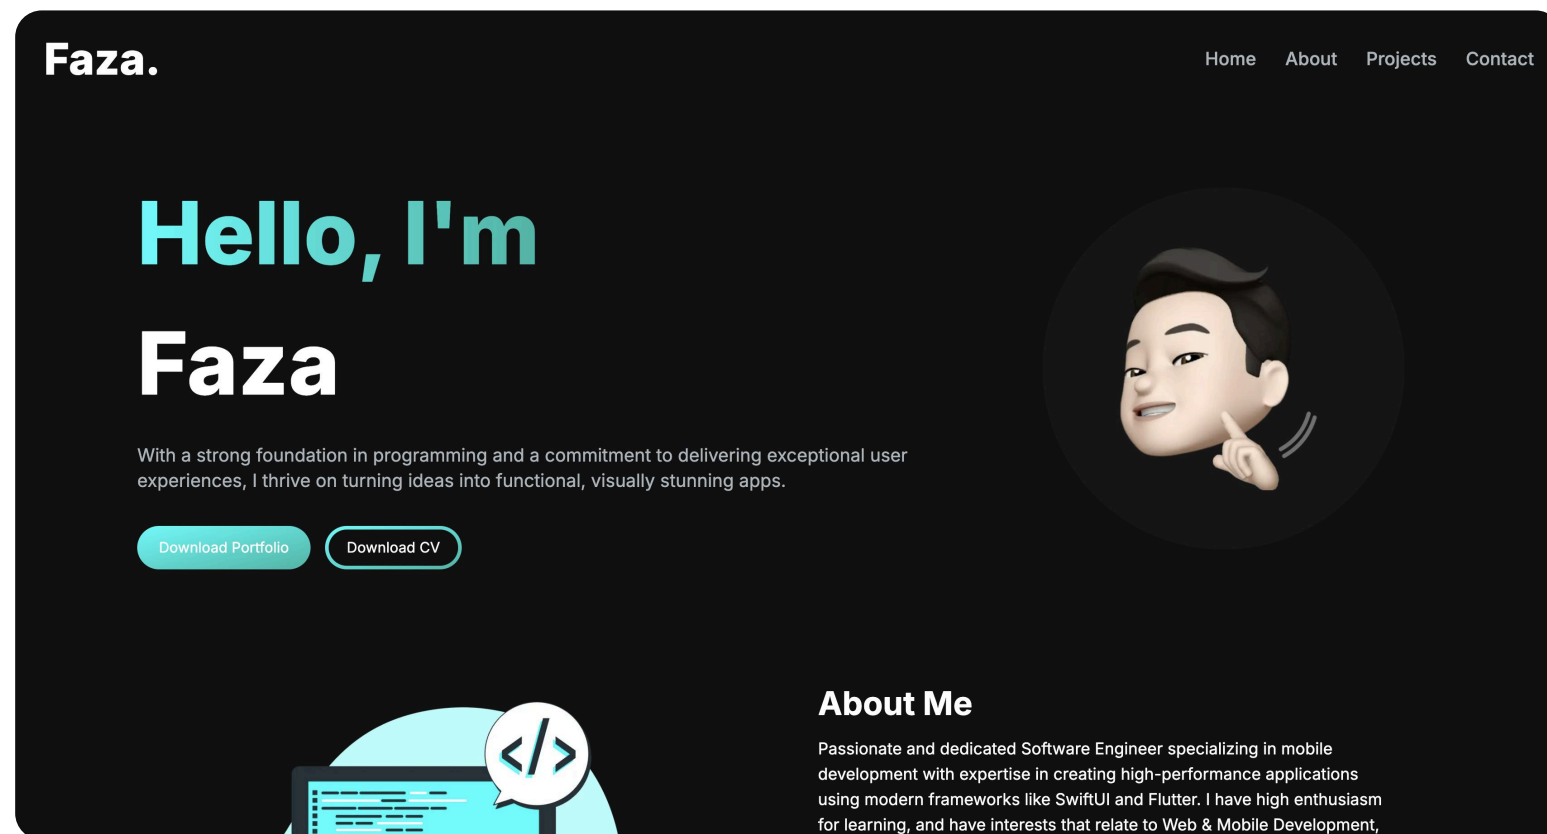 Faza.
Home About Projects Contact
Hello, I'm
Faza
With a strong foundation in programming and a commitment to delivering exceptional user
experiences, I thrive on turning ideas into functional, visually stunning apps.
Download Portfolio Download CV
</>
About Me
Passionate and dedicated Software Engineer specializing in mobile
development with expertise in creating high-performance applications
using modern frameworks like SwiftUI and Flutter. I have high enthusiasm
for learning, and have interests that relate to Web & Mobile Development,